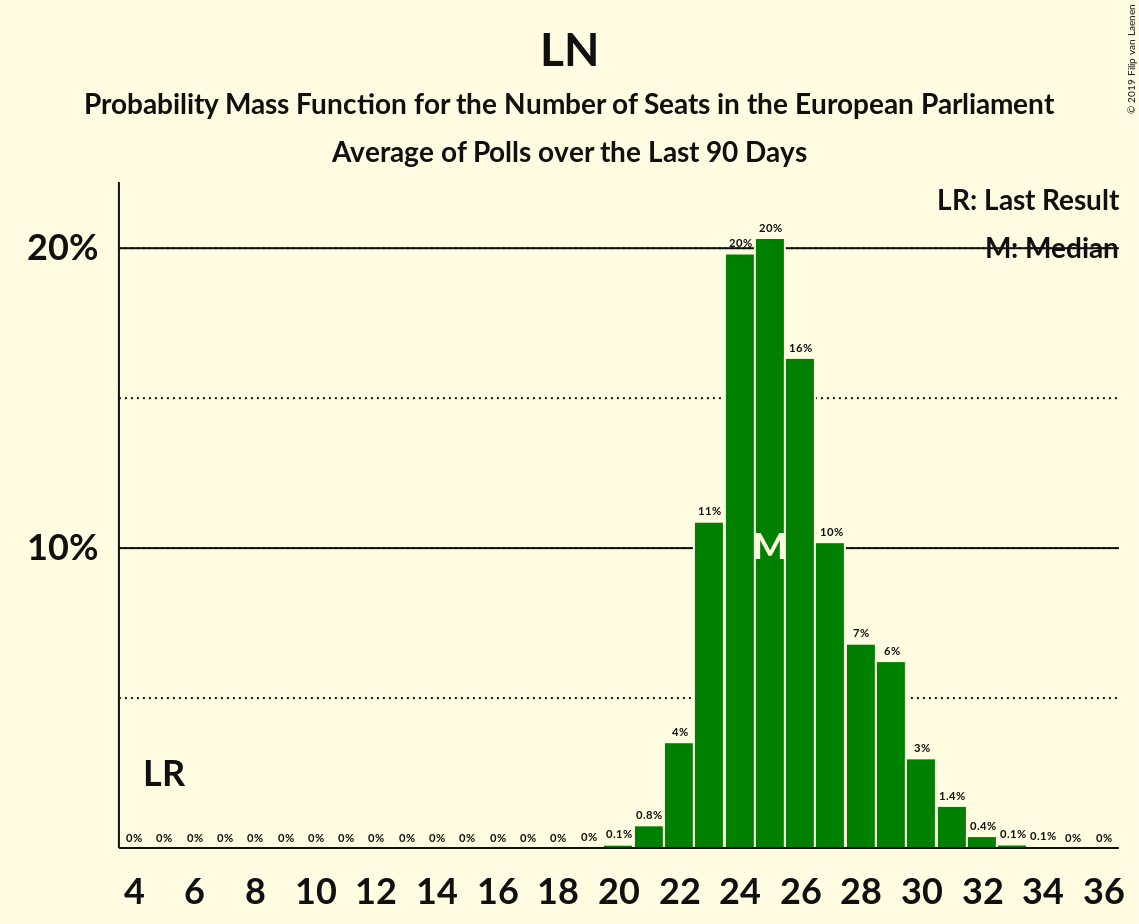 LN
Probability Mass Function for the Number of Seats in the European Parliament
Average of Polls over the Last 90 Days
© 2019 Filip van Laenen
LR: Last Result
M: Median
20%
10%
20%
20%
16%
11%
10%
7%
6%
4%
3%
1.4%
0.8%
0.4%
0% 0% 0% 0% 0% 0% 0% 0% 0% 0% 0% 0% 0% 0% 0% 0% 0.1% 0.1% 0.1% 0% 0%
M
LR
4 6 8 10 12 14 16 18 20 22 24 26 28 30 32 34 36